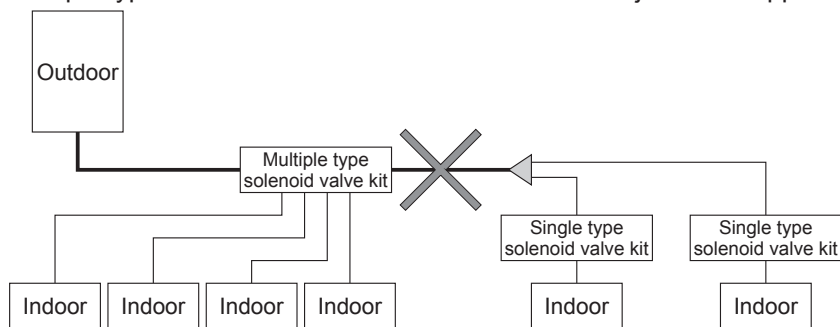 Outdoor
Multiple type
solenoid valve kit
Single type
solenoid valve kit
Single type
solenoid valve kit
Indoor
Indoor
Indoor
Indoor
Indoor
Indoor